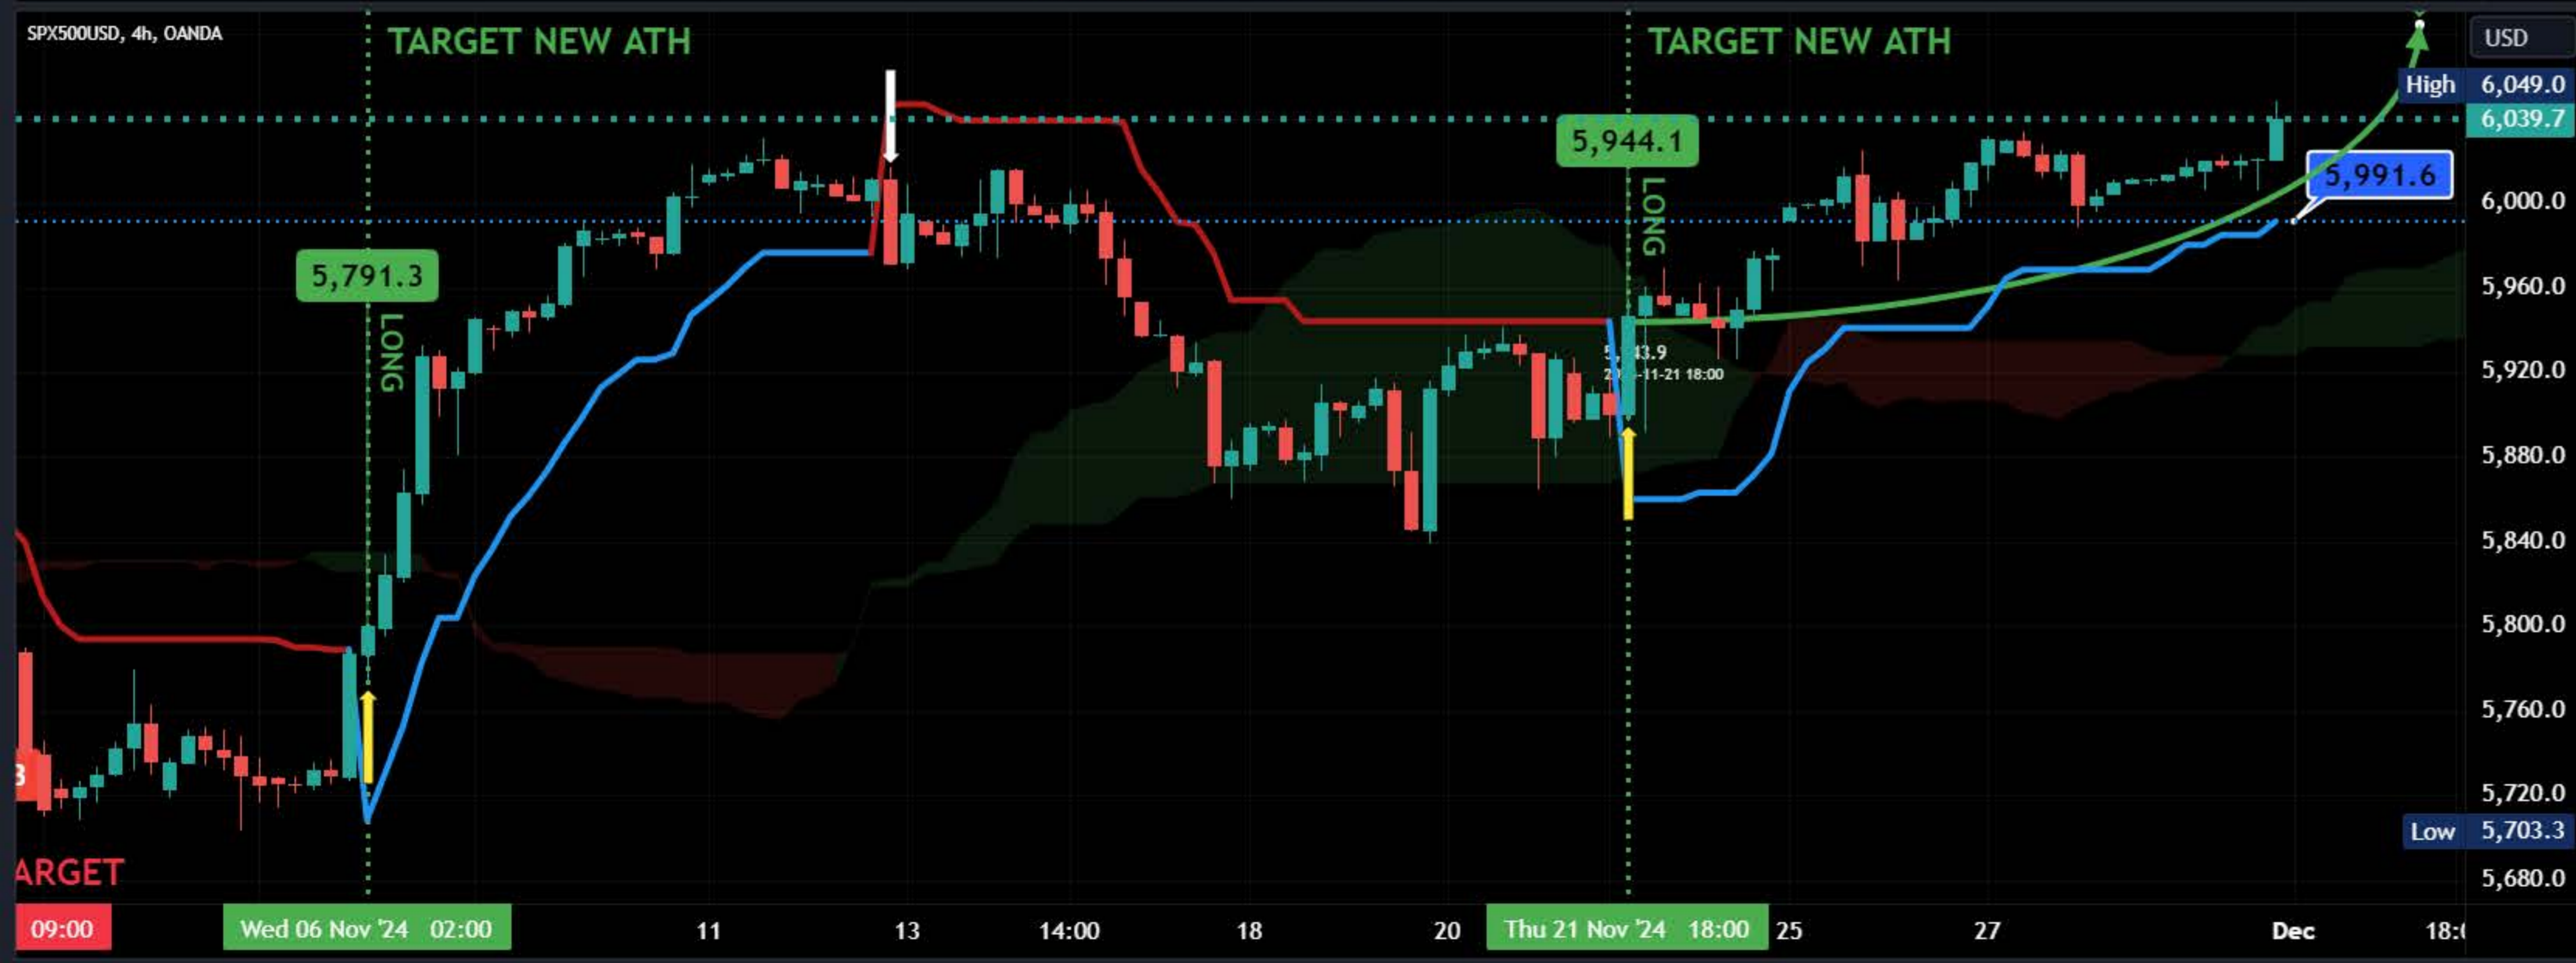 SPX500USD, 4h, OANDA
TARGET NEW ATH
TARGET NEW ATH
USD
High 6,049.0
6,039.7
5,944.1
LONG
5,991.6
6,000.0
5,791.3
LONG
5,960.0
5,920.0
-11-21 18:00
5,880.0
5,840.0
5,800.0
5,760.0
5,720.0
Low 5,703.3
ARGET
5,680.0
09:00
Wed 06 Nov '24 02:00
11
13
14:00
18
20
Thu 21 Nov '24 18:00
25
27
Dec